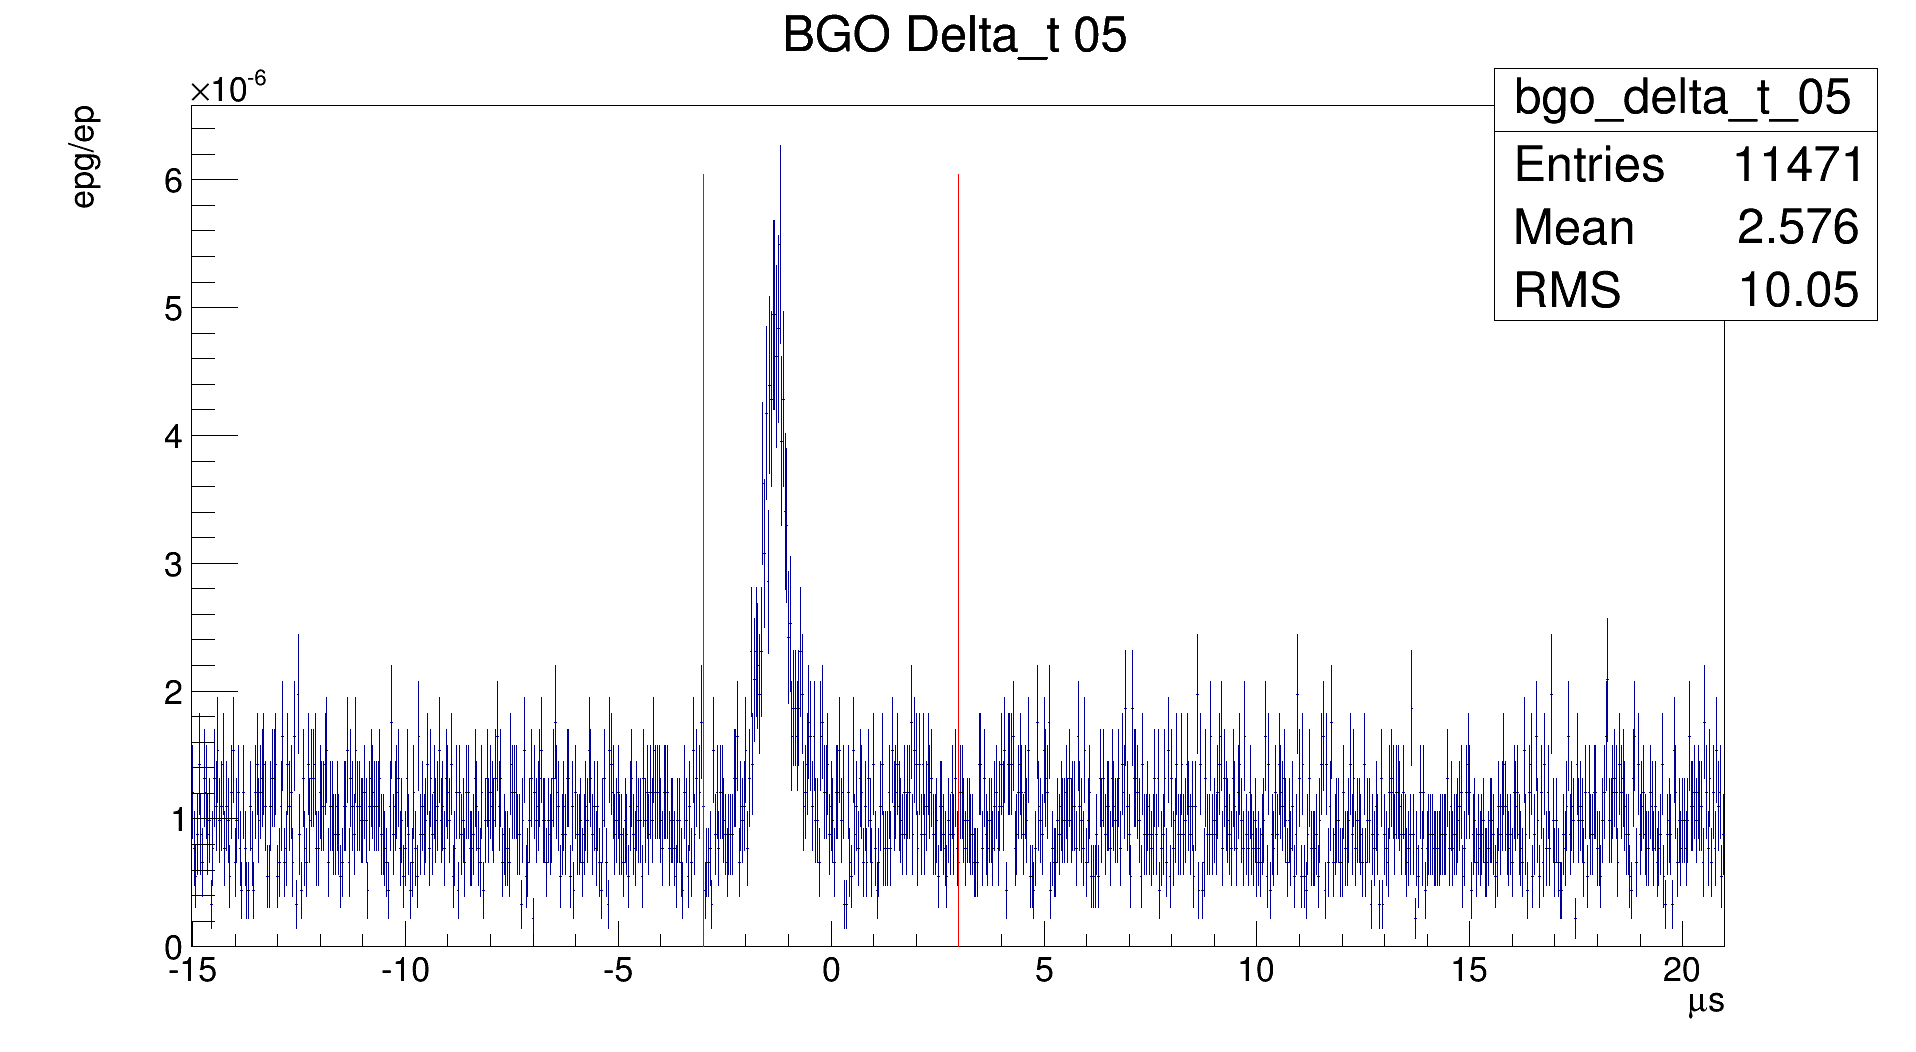 BGO Delta_t 05
×10-6
epg/ep
bgo_delta_t_05
Entries 11471
Mean 2.576
RMS 10.05
6
5
4
3
2
1
0
-15 -10 -5 0 5 10 15 20
μs